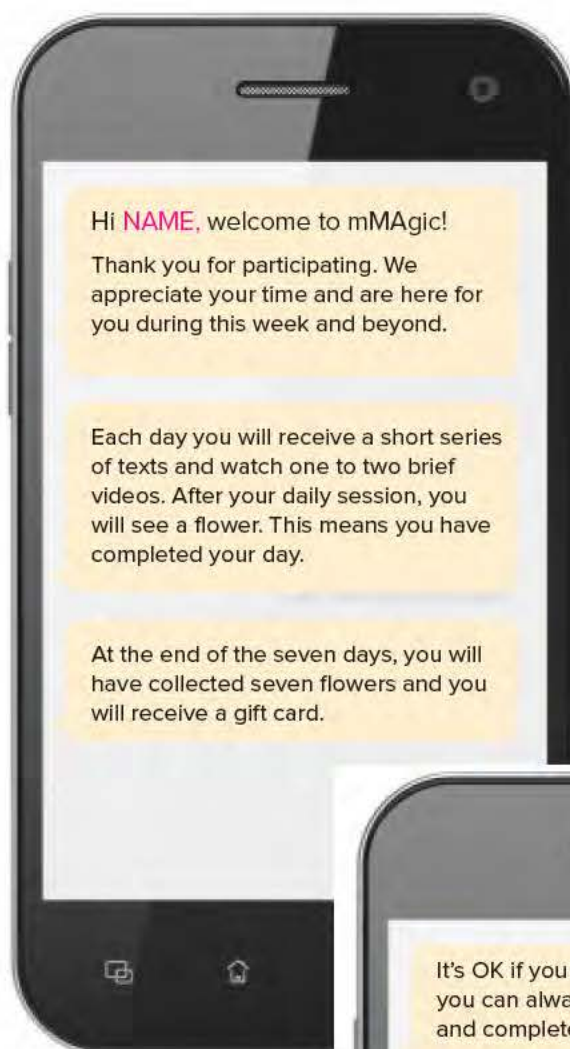 Hi NAME, welcome to mMAgic!
Thank you for participating. We
appreciate your time and are here for
you during this week and beyond.
Each day you will receive a short series
of texts and watch one to two brief
videos. After your daily session, you
will see a flower. This means you have
completed your day.
At the end of the seven days, you will
have collected seven flowers and you
will receive a gift card.
It's OK if you
you can
and